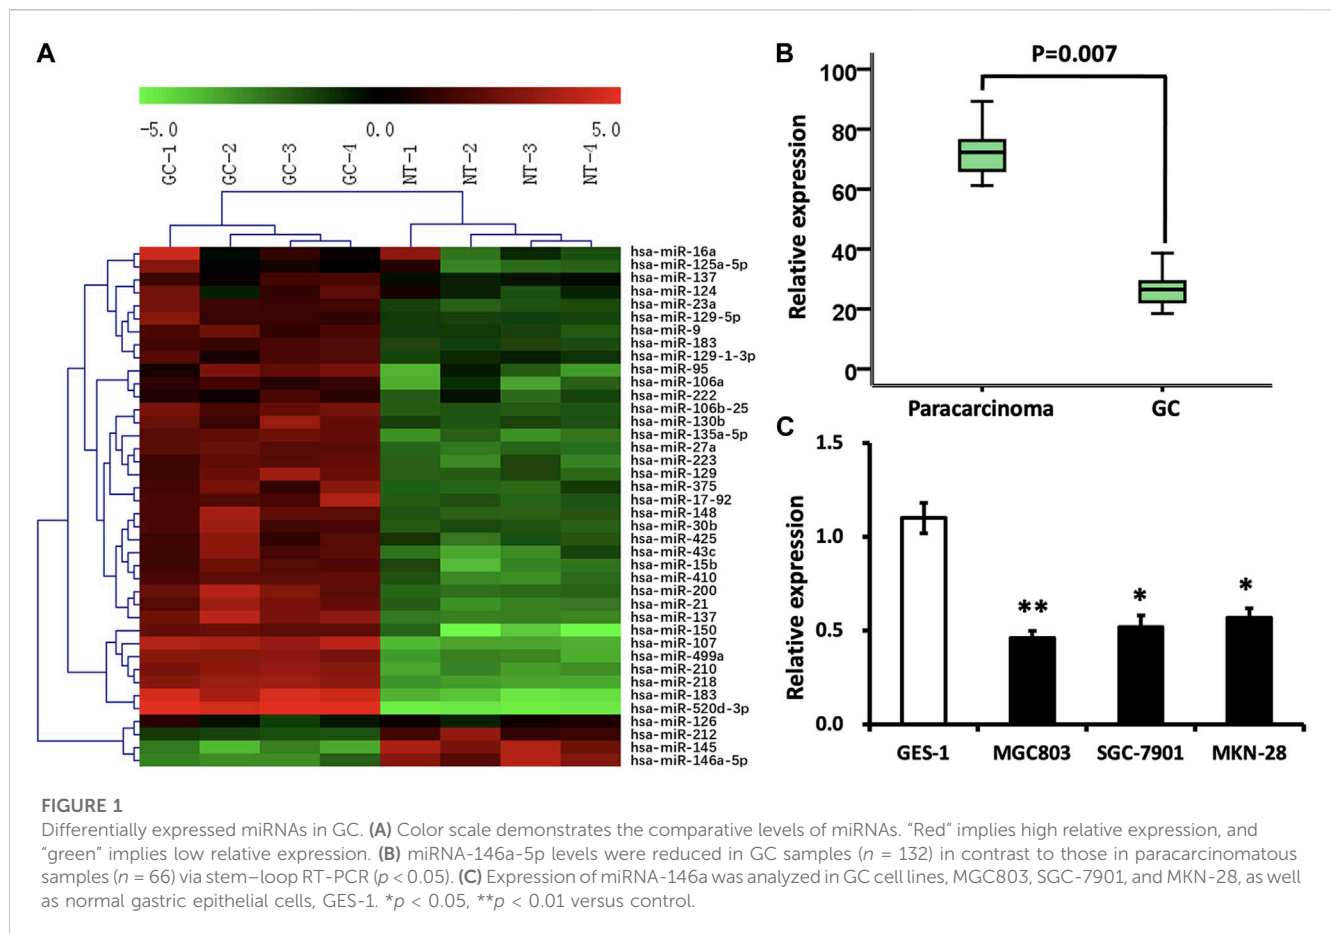 A
-5.0 0.0 5.0
GC-1 GC-2 GC-3 GC-4 NT-1 NT-2 NT-3 NT-4
hsa-miR-16a
hsa-miR-125a-5p
hsa-miR-137
hsa-miR-124
hsa-miR-23a
hsa-miR-129-5p
hsa-miR-9
hsa-miR-183
hsa-miR-129-1-3p
hsa-miR-95
hsa-miR-106a
hsa-miR-222
hsa-miR-106b-25
hsa-miR-130b
hsa-miR-135a-5p
hsa-miR-27a
hsa-miR-223
hsa-miR-129
hsa-miR-375
hsa-miR-17-92
hsa-miR-148
hsa-miR-30b
hsa-miR-425
hsa-miR-43c
hsa-miR-15b
hsa-miR-410
hsa-miR-200
hsa-miR-21
hsa-miR-137
hsa-miR-150
hsa-miR-107
hsa-miR-499a
hsa-miR-210
hsa-miR-218
hsa-miR-183
hsa-miR-520d-3p
hsa-miR-126
hsa-miR-212
hsa-miR-145
hsa-miR-146a-5p
B
P=0.007
Relative expression
100
80
60
40
20
0
Paracarcinoma GC
C
Relative expression
1.5
1.0
0.5
0.0
** * *
GES-1 MGC803 SGC-7901 MKN-28
FIGURE 1
Differentially expressed miRNAs in GC. (A) Color scale demonstrates the comparative levels of miRNAs. “Red” implies high relative expression, and
“green” implies low relative expression. (B) miRNA-146a-5p levels were reduced in GC samples (n = 132) in contrast to those in paracarcinomatous
samples (n = 66) via stem–loop RT-PCR (p < 0.05). (C) Expression of miRNA-146a was analyzed in GC cell lines, MGC803, SGC-7901, and MKN-28, as well
as normal gastric epithelial cells, GES-1. *p < 0.05, **p < 0.01 versus control.